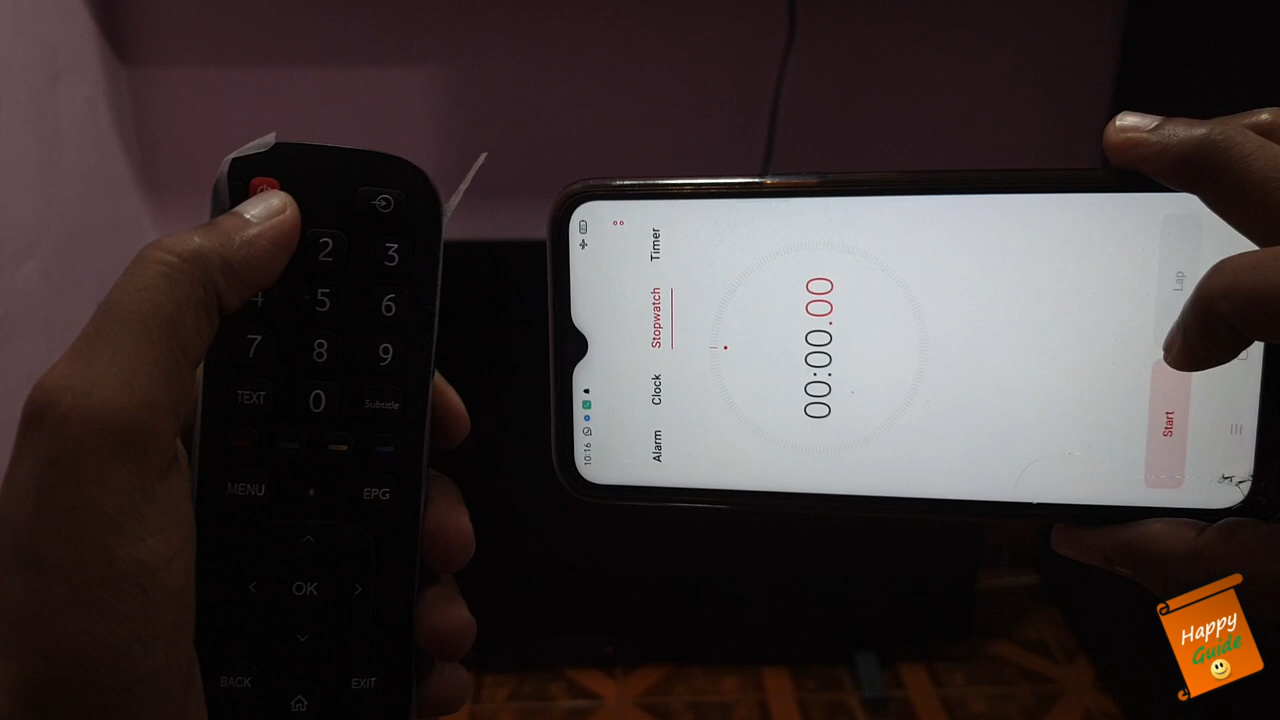 2 3
4 5 6
7 8 9
TEXT 0 Subtitle
MENU EPG
OK
BACK EXIT
10:16
Alarm Clock Stopwatch Timer
00:00.00
Start Lap
Happy
Guide